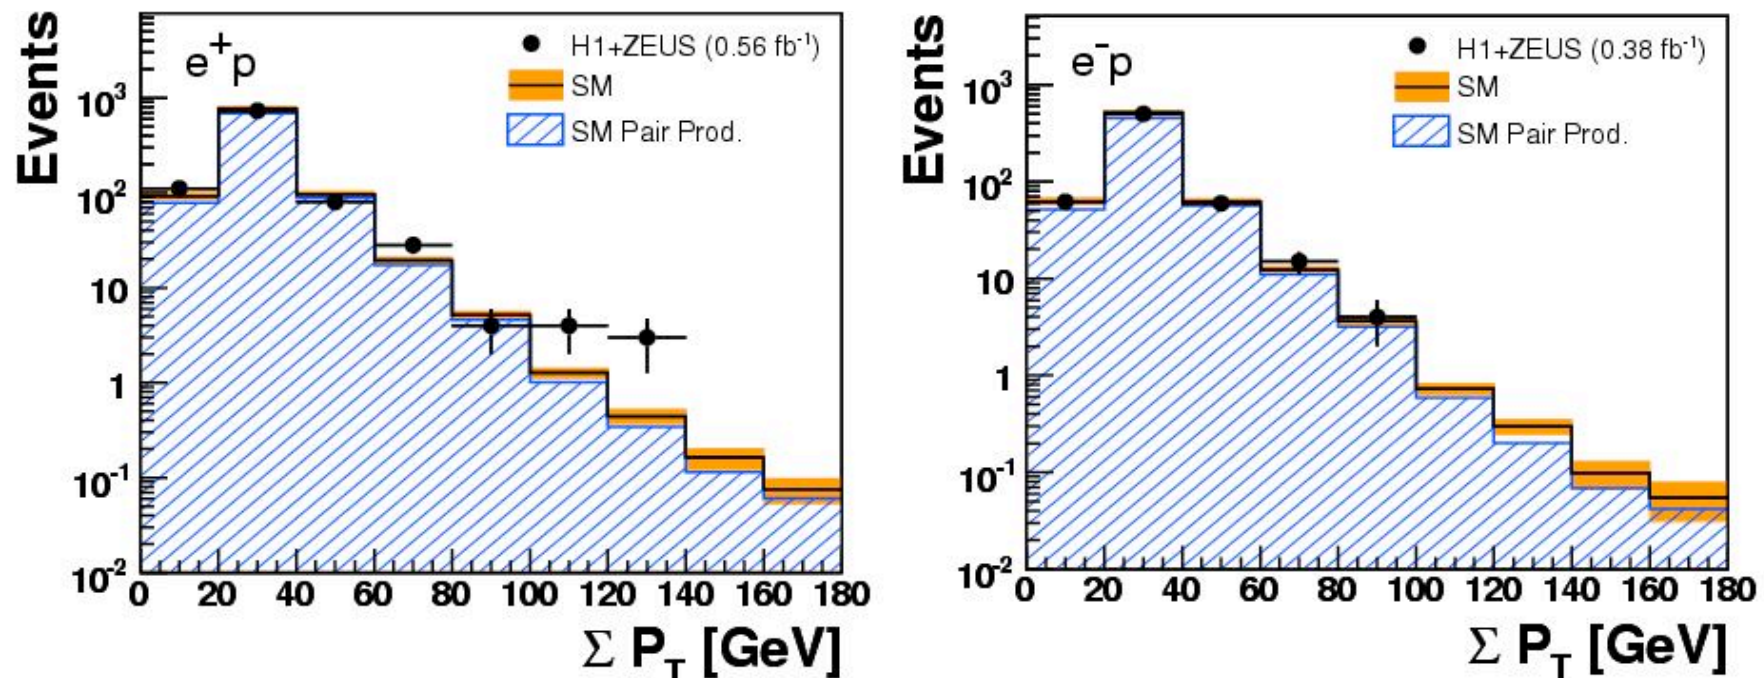 Events
e⁺p
H1+ZEUS (0.56 fb⁻¹)
SM
SM Pair Prod.
10³
10²
10
1
10⁻¹
10⁻²
0 20 40 60 80 100 120 140 160 180
Σ P_T [GeV]
Events
e⁻p
H1+ZEUS (0.38 fb⁻¹)
SM
SM Pair Prod.
10³
10²
10
1
10⁻¹
10⁻²
0 20 40 60 80 100 120 140 160 180
Σ P_T [GeV]